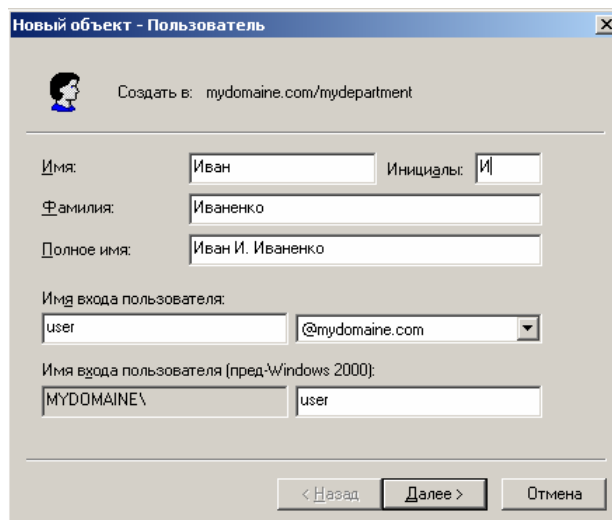 Новый объект - Пользователь
Создать в: mydomaine.com/mydepartment
Имя: Иван Инициалы: И
Фамилия: Иваненко
Полное имя: Иван И. Иваненко
Имя входа пользователя:
user @mydomaine.com
Имя входа пользователя (пред-Windows 2000):
MYDOMAINE\ user
< Назад Далее > Отмена